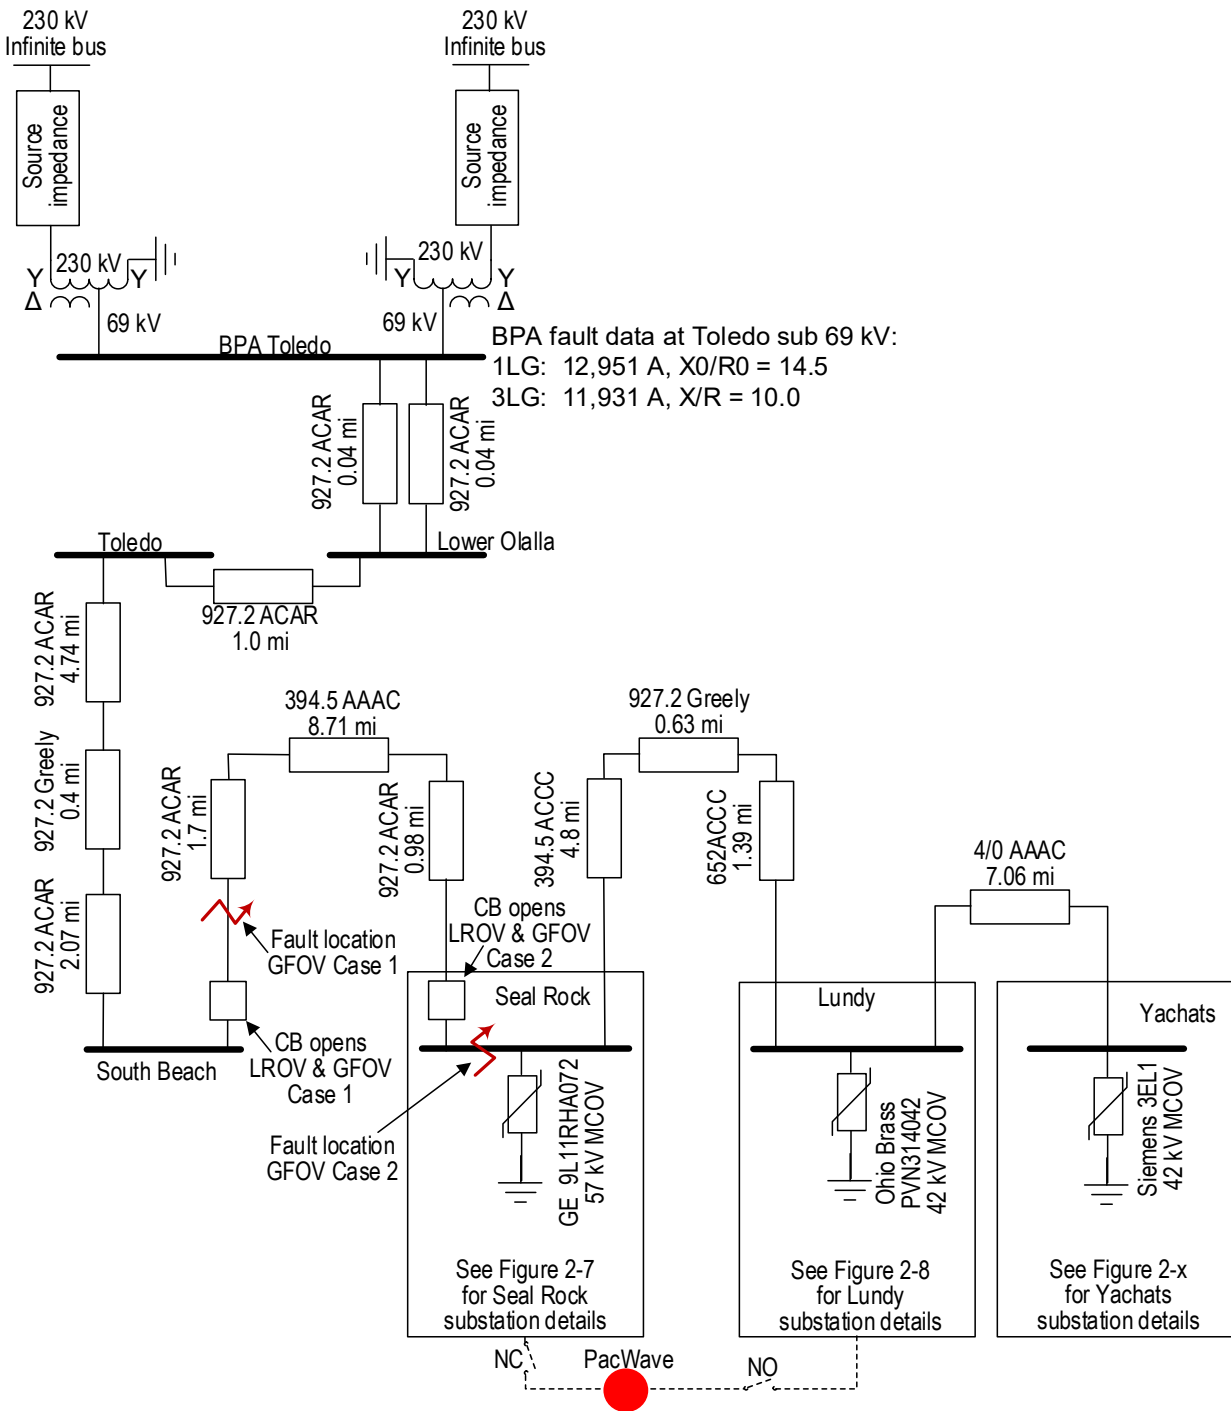 230 kV
Infinite bus
230 kV
Infinite bus
Source
impedance
Source
impedance
230 kV
Y
Y
Δ
230 kV
Y
Y
Δ
69 kV
69 kV
BPA Toledo
BPA fault data at Toledo sub 69 kV:
1LG: 12,951 A, X0/R0 = 14.5
3LG: 11,931 A, X/R = 10.0
927.2 ACAR
0.04 mi
927.2 ACAR
0.04 mi
Toledo
Lower Olalla
927.2 ACAR
1.0 mi
927.2 ACAR
4.74 mi
927.2 Greely
0.4 mi
927.2 ACAR
2.07 mi
South Beach
927.2 ACAR
1.7 mi
394.5 AAAC
8.71 mi
927.2 ACAR
0.98 mi
Fault location
GFOV Case 1
CB opens
LROV & GFOV
Case 1
CB opens
LROV & GFOV
Case 2
Fault location
GFOV Case 2
394.5 ACCC
4.8 mi
927.2 Greely
0.63 mi
652ACCC
1.39 mi
4/0 AAAC
7.06 mi
Seal Rock
GE 9L11RHA072
57 kV MCOV
See Figure 2-7
for Seal Rock
substation details
Lundy
Ohio Brass
PVN314042
42 kV MCOV
See Figure 2-8
for Lundy
substation details
Yachats
Siemens 3EL1
42 kV MCOV
See Figure 2-x
for Yachats
substation details
NC
PacWave
NO